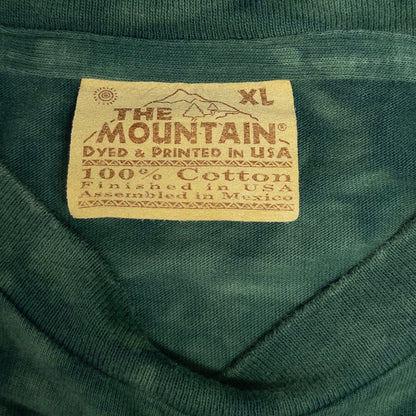 XL
THE
MOUNTAIN®
DYED & PRINTED IN USA
100% Cotton
Finished in USA
Assembled in Mexico